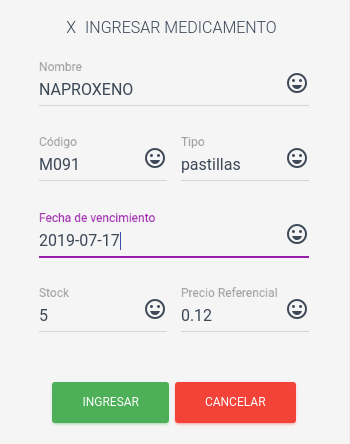 X INGRESAR MEDICAMENTO
Nombre
NAPROXENO
Código Tipo
M091 pastillas
Fecha de vencimiento
2019-07-17
Stock Precio Referencial
5 0.12
INGRESAR CANCELAR